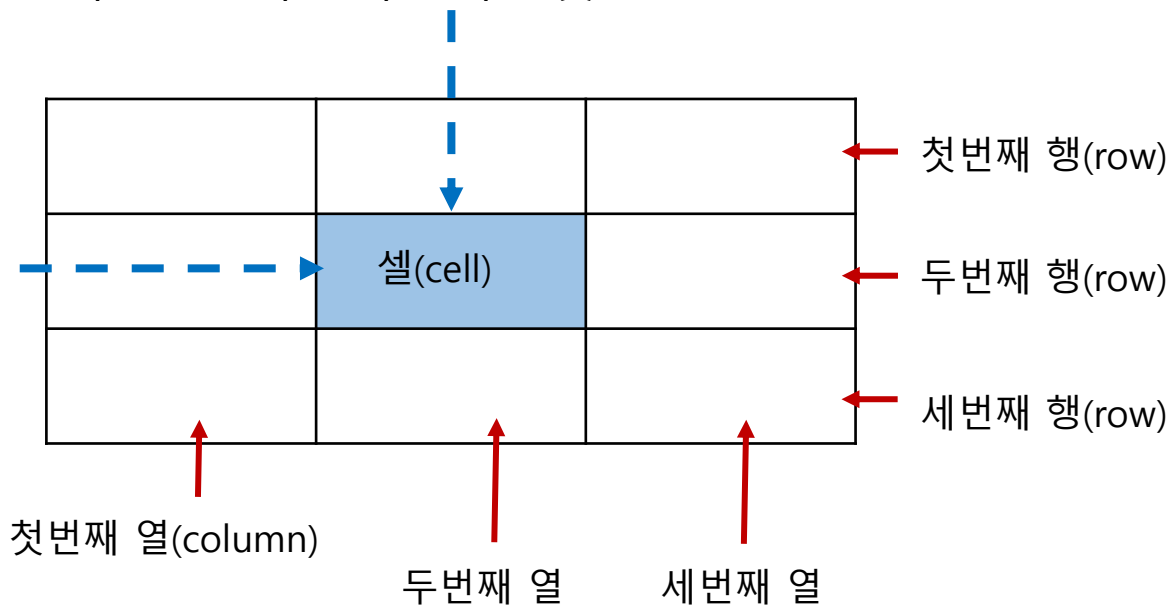 첫번째 행(row)
셀(cell)
두번째 행(row)
세번째 행(row)
첫번째 열(column)
두번째 열
세번째 열